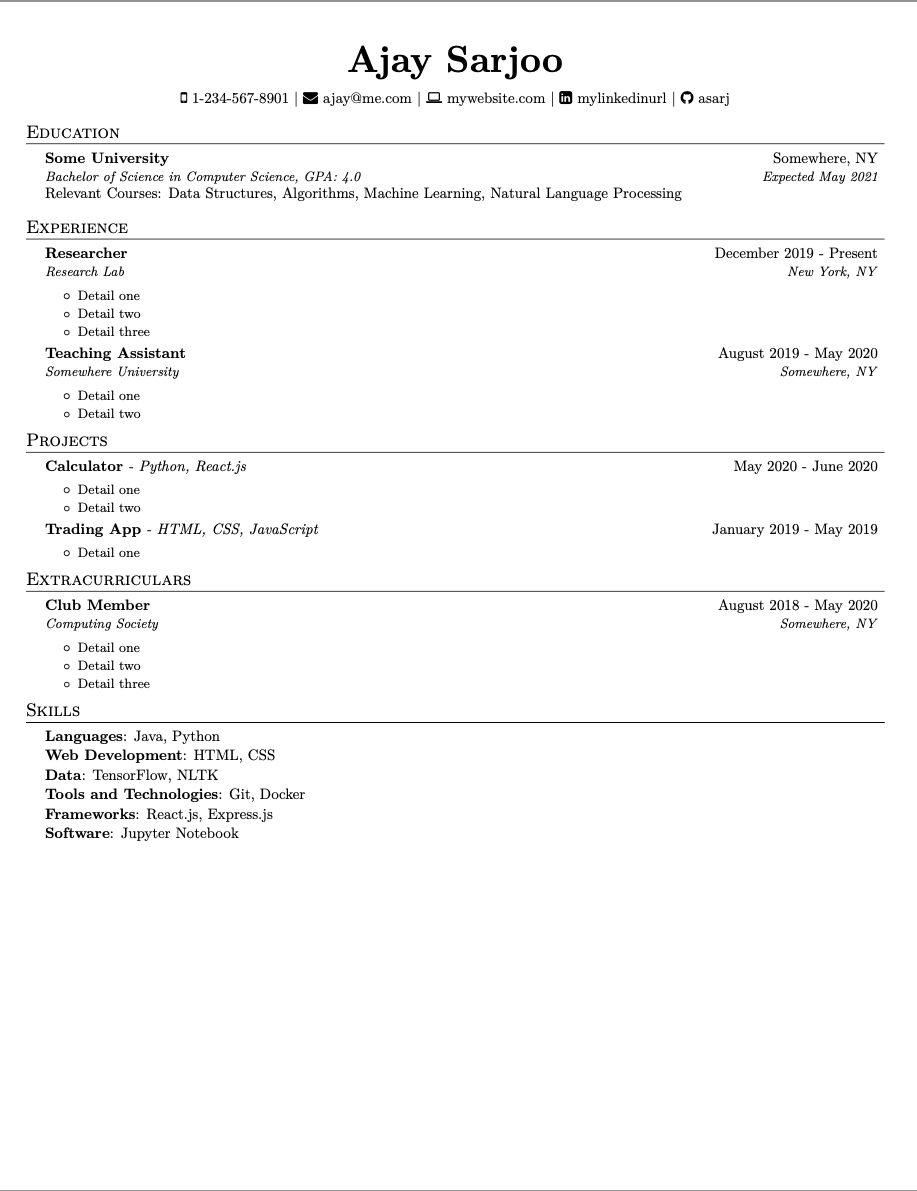 Ajay Sarjoo
1-234-567-8901 | ajay@me.com | mywebsite.com | mylinkedinurl | asarj
Education
Some University Somewhere, NY
Bachelor of Science in Computer Science, GPA: 4.0 Expected May 2021
Relevant Courses: Data Structures, Algorithms, Machine Learning, Natural Language Processing
Experience
Researcher December 2019 - Present
Research Lab New York, NY
◦ Detail one
◦ Detail two
◦ Detail three
Teaching Assistant August 2019 - May 2020
Somewhere University Somewhere, NY
◦ Detail one
◦ Detail two
Projects
Calculator - Python, React.js May 2020 - June 2020
◦ Detail one
◦ Detail two
Trading App - HTML, CSS, JavaScript January 2019 - May 2019
◦ Detail one
Extracurriculars
Club Member August 2018 - May 2020
Computing Society Somewhere, NY
◦ Detail one
◦ Detail two
◦ Detail three
Skills
Languages: Java, Python
Web Development: HTML, CSS
Data: TensorFlow, NLTK
Tools and Technologies: Git, Docker
Frameworks: React.js, Express.js
Software: Jupyter Notebook